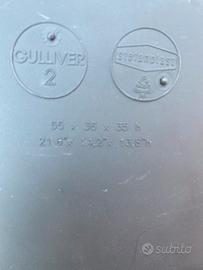 GULLIVER
2
stefanplast
55 x 36 x 35 h
21,6"x 14,2"x 13,8"h
subito